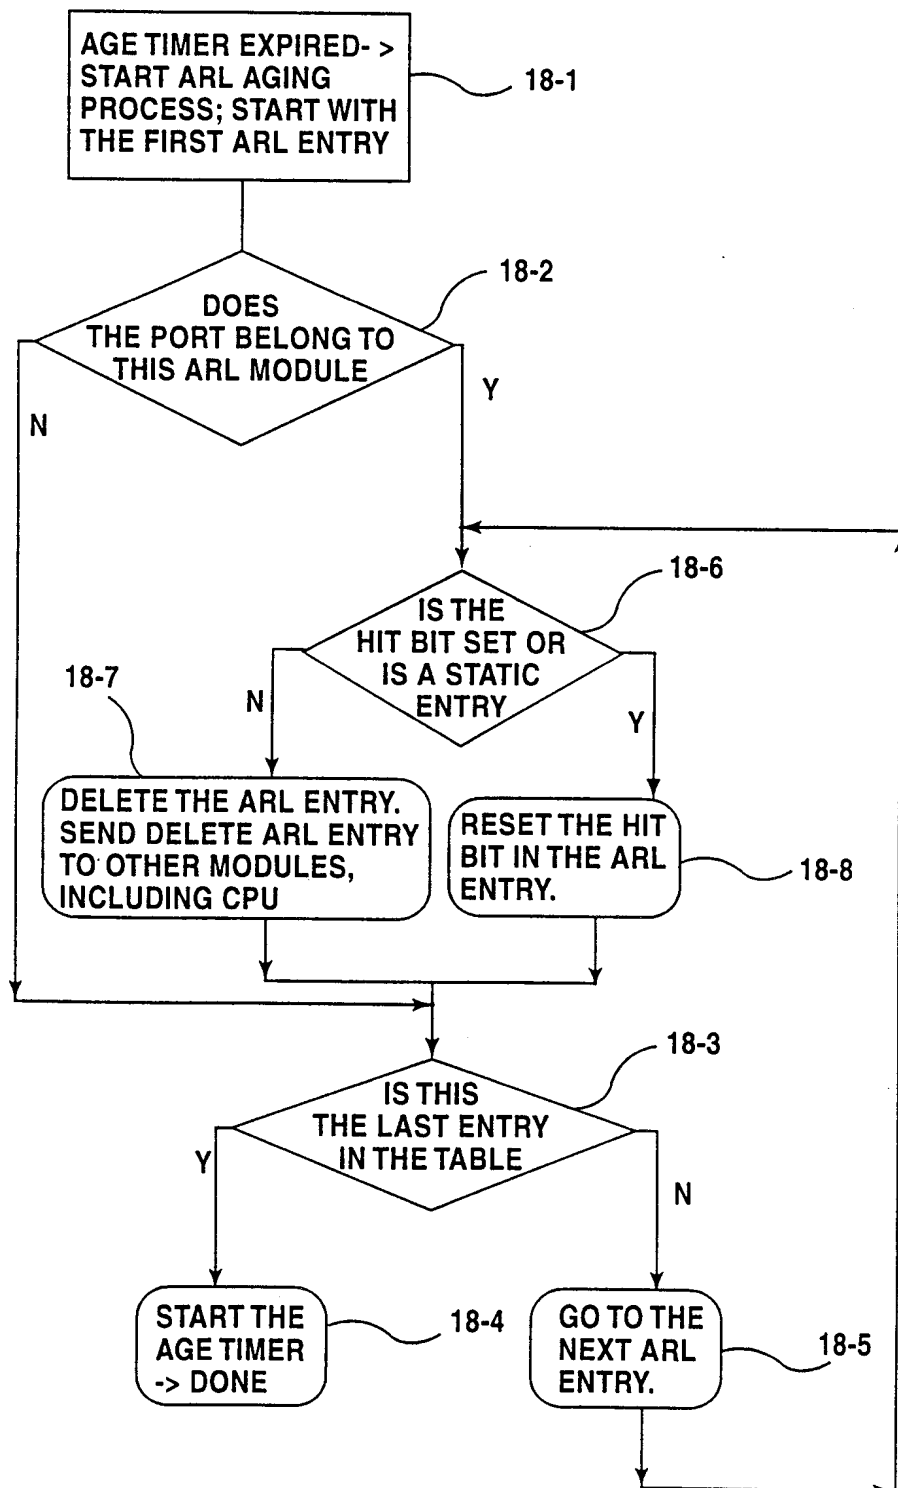 AGE TIMER EXPIRED- >
START ARL AGING
PROCESS; START WITH
THE FIRST ARL ENTRY
18-1
18-2
DOES
THE PORT BELONG TO
THIS ARL MODULE
N
Y
18-6
IS THE
HIT BIT SET OR
IS A STATIC
ENTRY
18-7
N
Y
DELETE THE ARL ENTRY.
SEND DELETE ARL ENTRY
TO OTHER MODULES,
INCLUDING CPU
RESET THE HIT
BIT IN THE ARL
ENTRY.
18-8
18-3
IS THIS
THE LAST ENTRY
IN THE TABLE
Y
N
START THE
AGE TIMER
-> DONE
18-4
GO TO THE
NEXT ARL
ENTRY.
18-5